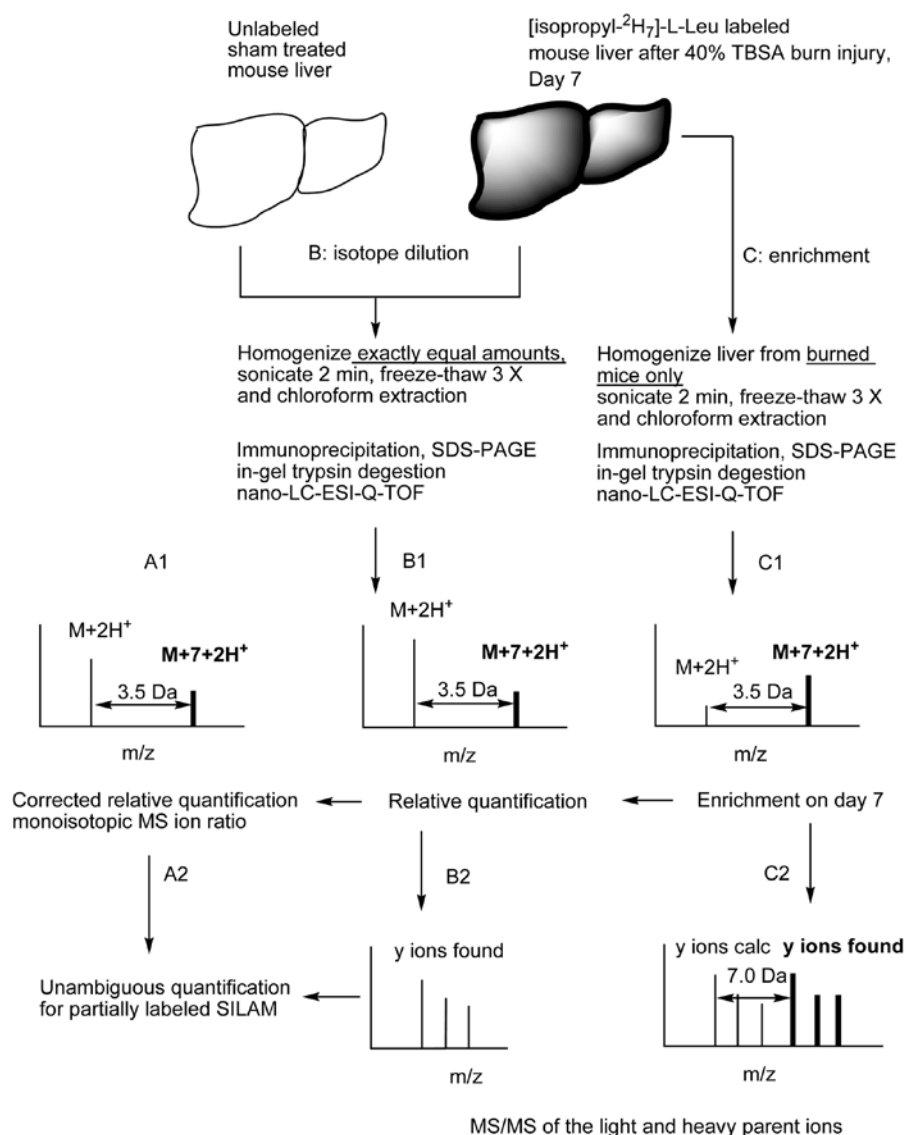 Unlabeled
sham treated
mouse liver
[isopropyl-²H₇]-L-Leu labeled
mouse liver after 40% TBSA burn injury,
Day 7
B: isotope dilution
C: enrichment
Homogenize exactly equal amounts,
sonicate 2 min, freeze-thaw 3 X
and chloroform extraction
Immunoprecipitation, SDS-PAGE
in-gel trypsin degestion
nano-LC-ESI-Q-TOF
Homogenize liver from burned
mice only
sonicate 2 min, freeze-thaw 3 X
and chloroform extraction
Immunoprecipitation, SDS-PAGE
in-gel trypsin degestion
nano-LC-ESI-Q-TOF
A1
B1
C1
M+2H⁺
M+7+2H⁺
3.5 Da
m/z
M+2H⁺
M+7+2H⁺
3.5 Da
m/z
M+2H⁺
M+7+2H⁺
3.5 Da
m/z
Corrected relative quantification
monoisotopic MS ion ratio
Relative quantification
Enrichment on day 7
A2
B2
C2
Unambiguous quantification
for partially labeled SILAM
y ions found
m/z
y ions calc y ions found
7.0 Da
m/z
MS/MS of the light and heavy parent ions